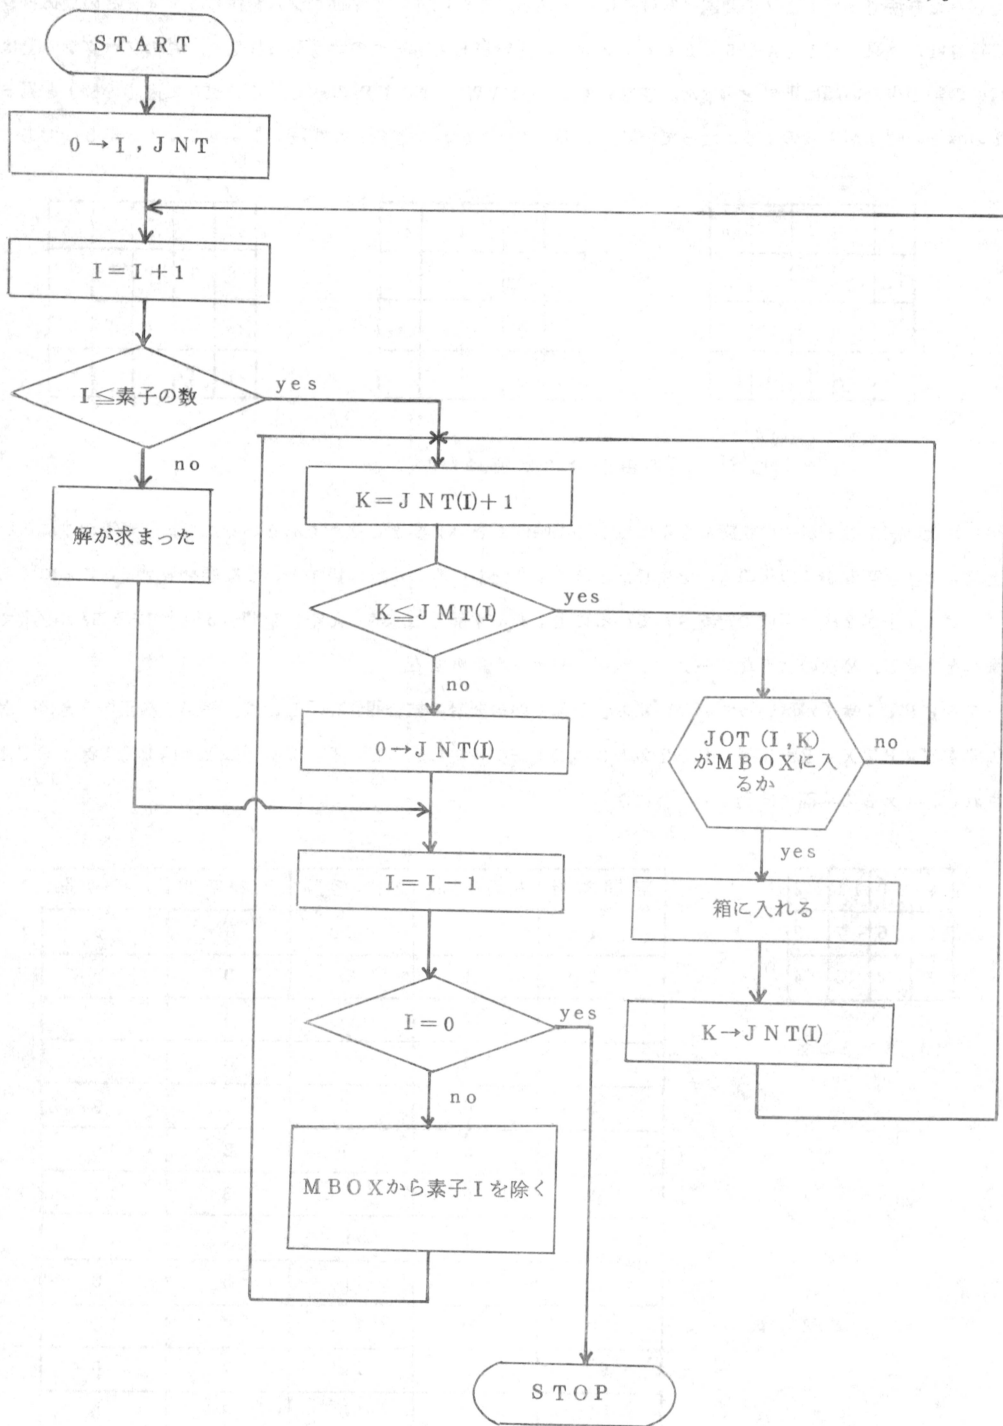 START
0→I, JNT
I=I+1
I≦素子の数
yes
no
解が求まった
K=JNT(I)+1
K≦JMT(I)
yes
no
0→JNT(I)
JOT (I,K)
がMBOXに入
るか
no
yes
I=I-1
箱に入れる
I=0
yes
K→JNT(I)
no
MBOXから素子Iを除く
STOP